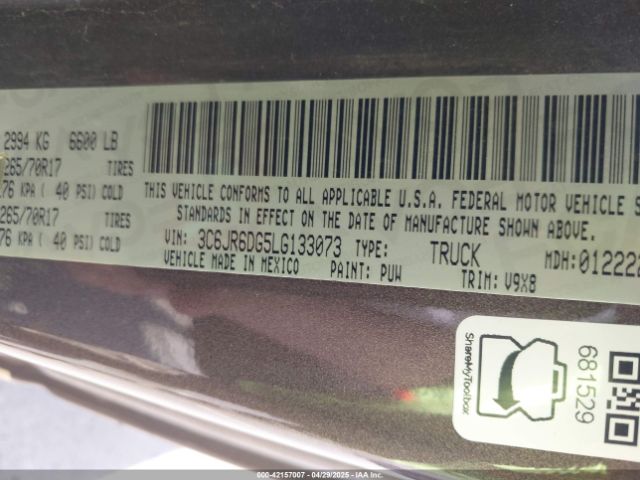 2994 KG 6600 LB
265/70R17 TIRES
76 KPA ( 40 PSI) COLD
265/70R17 TIRES
76 KPA ( 40 PSI) COLD
THIS VEHICLE CONFORMS TO ALL APPLICABLE U.S.A. FEDERAL MOTOR VEHICLE S
STANDARDS IN EFFECT ON THE DATE OF MANUFACTURE SHOWN ABOVE.
VIN: 3C6JR6DG5LG133073 TYPE: TRUCK MDH:012222
VEHICLE MADE IN MEXICO PAINT: PUW TRIM: V9X8
ShareMyToolbox
681529
000-42157007 - 04/29/2025 - IAA Inc.